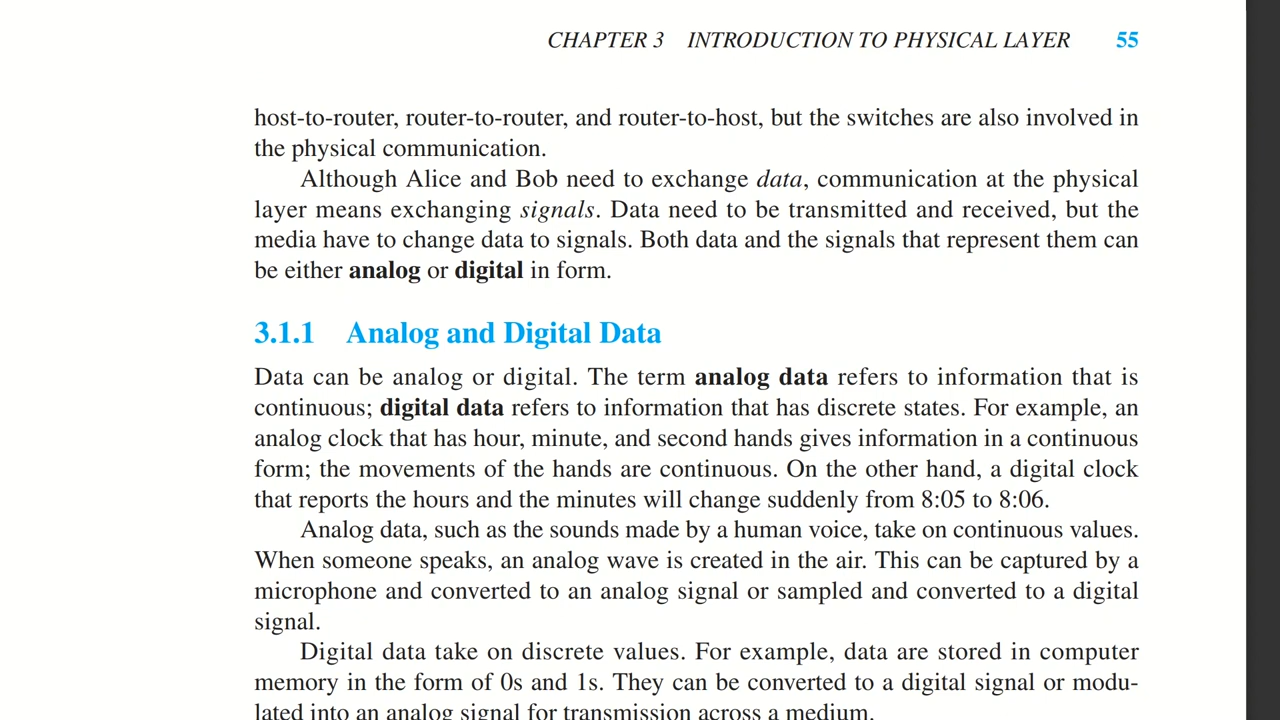 CHAPTER 3 INTRODUCTION TO PHYSICAL LAYER 55
host-to-router, router-to-router, and router-to-host, but the switches are also involved in
the physical communication.
Although Alice and Bob need to exchange data, communication at the physical
layer means exchanging signals. Data need to be transmitted and received, but the
media have to change data to signals. Both data and the signals that represent them can
be either analog or digital in form.
3.1.1 Analog and Digital Data
Data can be analog or digital. The term analog data refers to information that is
continuous; digital data refers to information that has discrete states. For example, an
analog clock that has hour, minute, and second hands gives information in a continuous
form; the movements of the hands are continuous. On the other hand, a digital clock
that reports the hours and the minutes will change suddenly from 8:05 to 8:06.
Analog data, such as the sounds made by a human voice, take on continuous values.
When someone speaks, an analog wave is created in the air. This can be captured by a
microphone and converted to an analog signal or sampled and converted to a digital
signal.
Digital data take on discrete values. For example, data are stored in computer
memory in the form of 0s and 1s. They can be converted to a digital signal or modu-
lated into an analog signal for transmission across a medium.